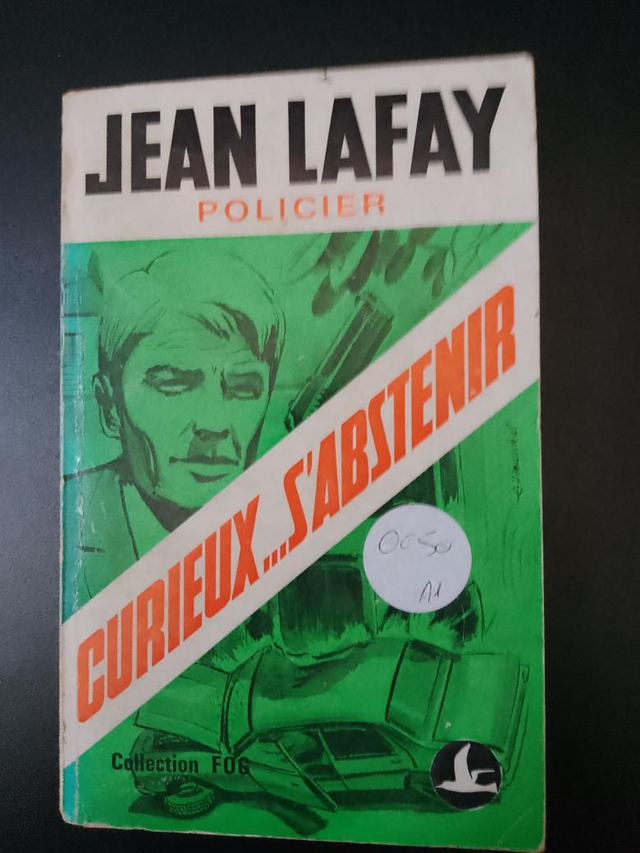 JEAN LAFAY
POLICIER
CURIEUX...S'ABSTENIR
0€50
A1
Collection FOG